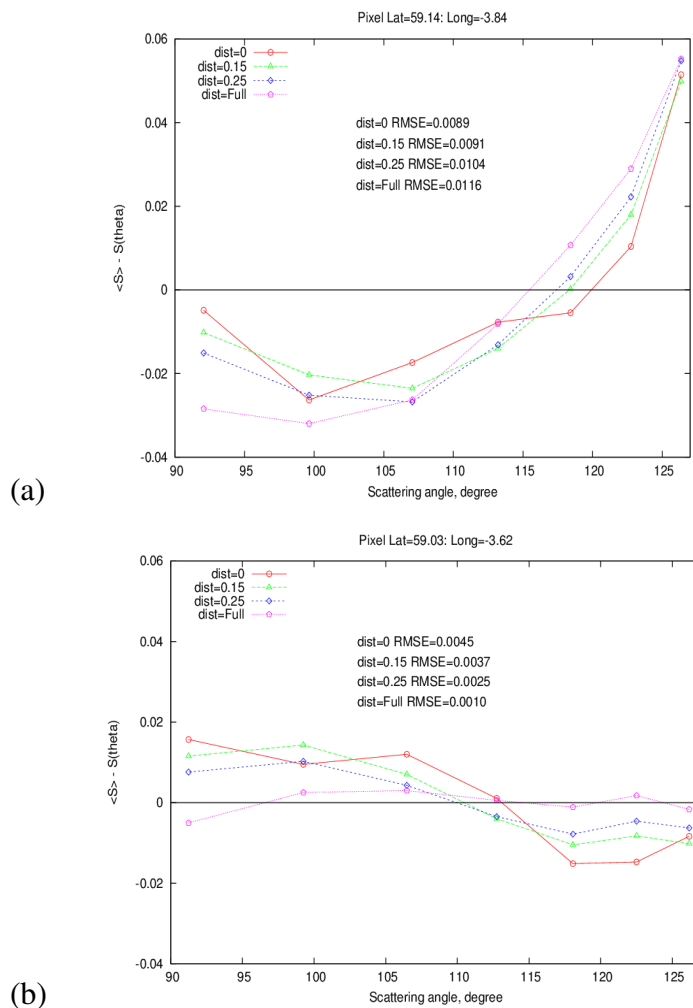 Pixel Lat=59.14: Long=-3.84
0.06
0.04
0.02
0
-0.02
-0.04
<S> - S(theta)
dist=0
dist=0.15
dist=0.25
dist=Full
dist=0 RMSE=0.0089
dist=0.15 RMSE=0.0091
dist=0.25 RMSE=0.0104
dist=Full RMSE=0.0116
90 95 100 105 110 115 120 125
Scattering angle, degree
(a)
Pixel Lat=59.03: Long=-3.62
0.06
0.04
0.02
0
-0.02
-0.04
<S> - S(theta)
dist=0
dist=0.15
dist=0.25
dist=Full
dist=0 RMSE=0.0045
dist=0.15 RMSE=0.0037
dist=0.25 RMSE=0.0025
dist=Full RMSE=0.0010
90 95 100 105 110 115 120 125
Scattering angle, degree
(b)